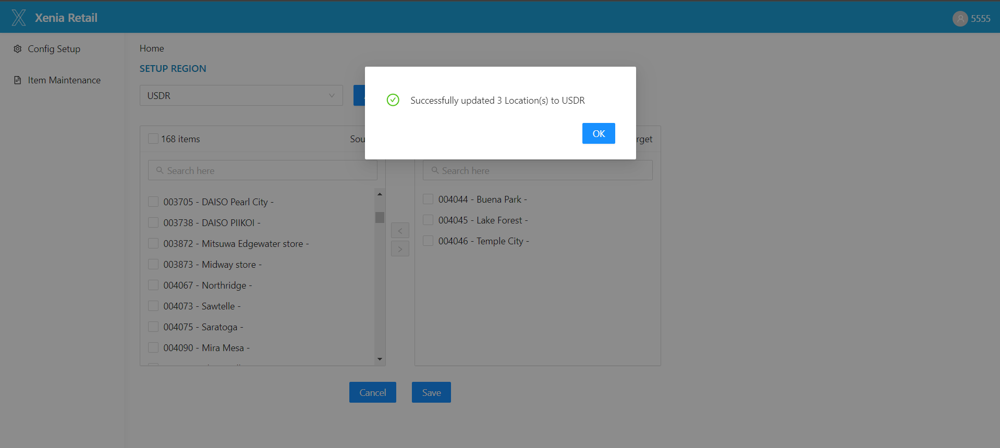 Xenia Retail
5555
Config Setup
Item Maintenance
Home
SETUP REGION
USDR
Successfully updated 3 Location(s) to USDR
OK
168 items
Search here
003705 - DAISO Pearl City -
003738 - DAISO PIIKOI -
003872 - Mitsuwa Edgewater store -
003873 - Midway store -
004067 - Northridge -
004073 - Sawtelle -
004075 - Saratoga -
004090 - Mira Mesa -
<
>
Search here
004044 - Buena Park -
004045 - Lake Forest -
004046 - Temple City -
Cancel
Save